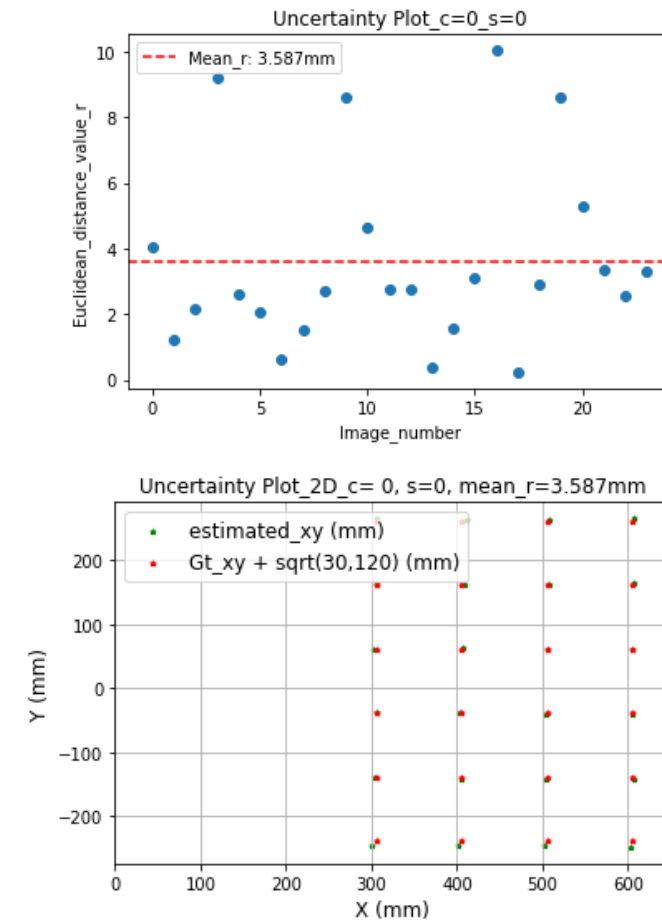 Uncertainty Plot_c=0_s=0
Mean_r: 3.587mm
Euclidean_distance_value_r
10
8
6
4
2
0
0 5 10 15 20
Image_number
Uncertainty Plot_2D_c= 0, s=0, mean_r=3.587mm
estimated_xy (mm)
Gt_xy + sqrt(30,120) (mm)
Y (mm)
200
100
0
−100
−200
0 100 200 300 400 500 600
X (mm)